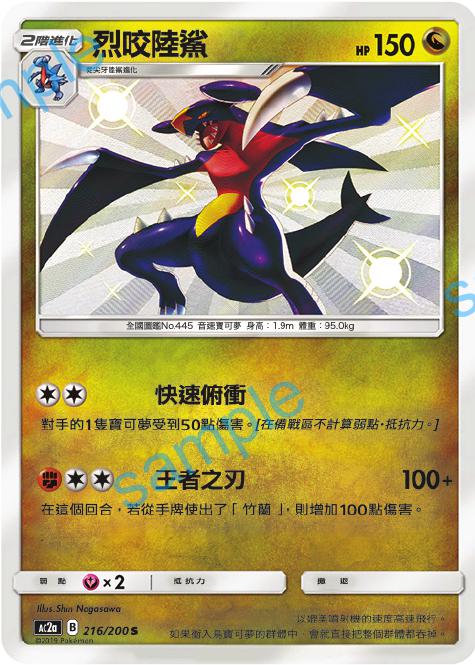 2階進化
烈咬陸鯊
HP 150
從尖牙陸鯊進化
全國圖鑑No.445 音速寶可夢 身高：1.9m 體重：95.0kg
快速俯衝
對手的1隻寶可夢受到50點傷害。[在備戰區不計算弱點・抵抗力。]
王者之刃 100+
在這個回合，若從手牌使出了「竹蘭」，則增加100點傷害。
弱點 ×2 抵抗力 撤退
Illus.Shin Nagasawa
AC2a B 216/200 S
©2019 Pokémon
以媲美噴射機的速度高速飛行。
如果衝入鳥寶可夢的群體中，會就直接把整個群體都吞掉。
sample